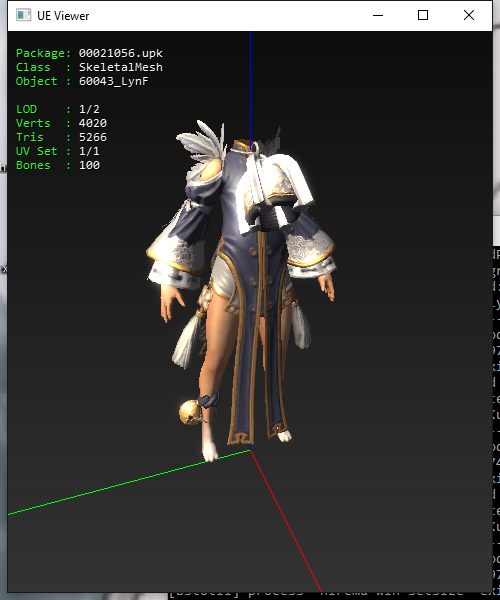 UE Viewer
Package: 00021056.upk
Class : SkeletalMesh
Object : 60043_LynF
LOD : 1/2
Verts : 4020
Tris : 5266
UV Set : 1/1
Bones : 100